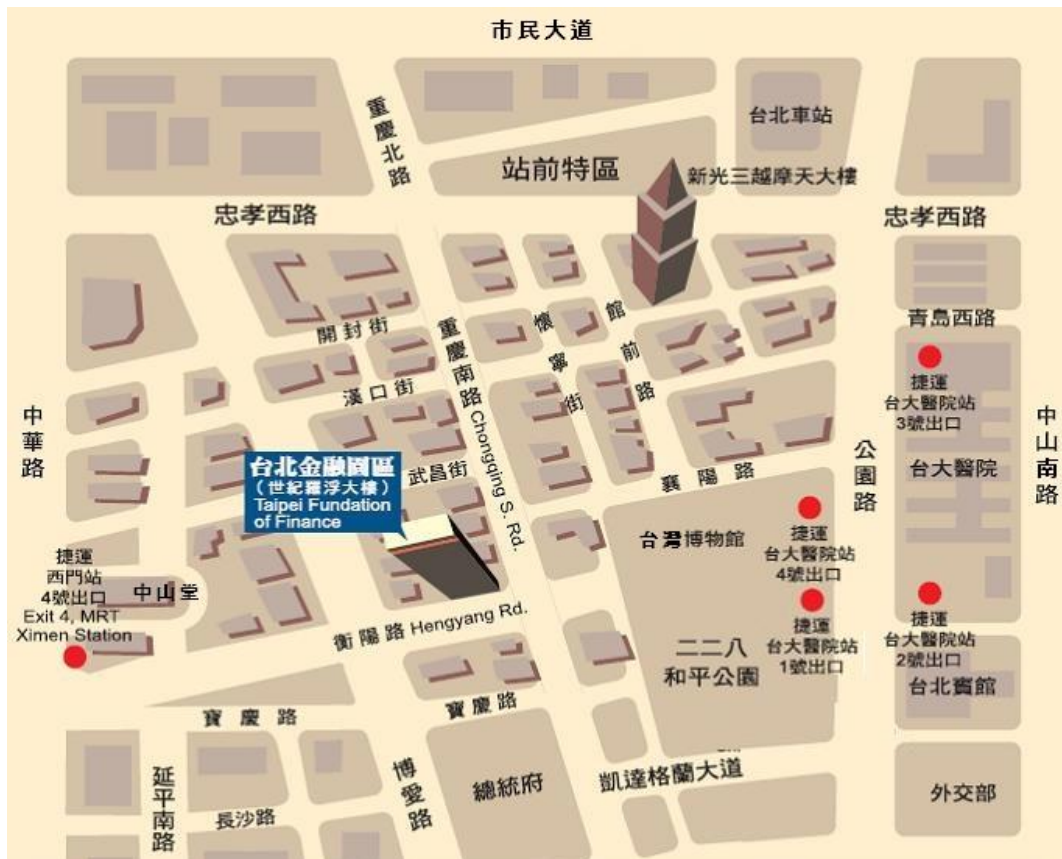 市民大道
重慶北路
台北車站
站前特區
新光三越摩天大樓
忠孝西路
忠孝西路
開封街
重慶南路
懷寧街
館前路
青島西路
漢口街
捷運
台大醫院站
3號出口
中華路
Chongqing S. Rd.
中山南路
武昌街
台北金融園區
(世紀羅浮大樓)
Taipei Fundation
of Finance
襄陽路
公園路
台大醫院
台灣博物館
捷運
台大醫院站
4號出口
捷運
西門站
4號出口
Exit 4, MRT
Ximen Station
中山堂
衡陽路 Hengyang Rd.
二二八
和平公園
捷運
台大醫院站
1號出口
捷運
台大醫院站
2號出口
台北賓館
寶慶路
寶慶路
延平南路
長沙路
博愛路
總統府
凱達格蘭大道
外交部